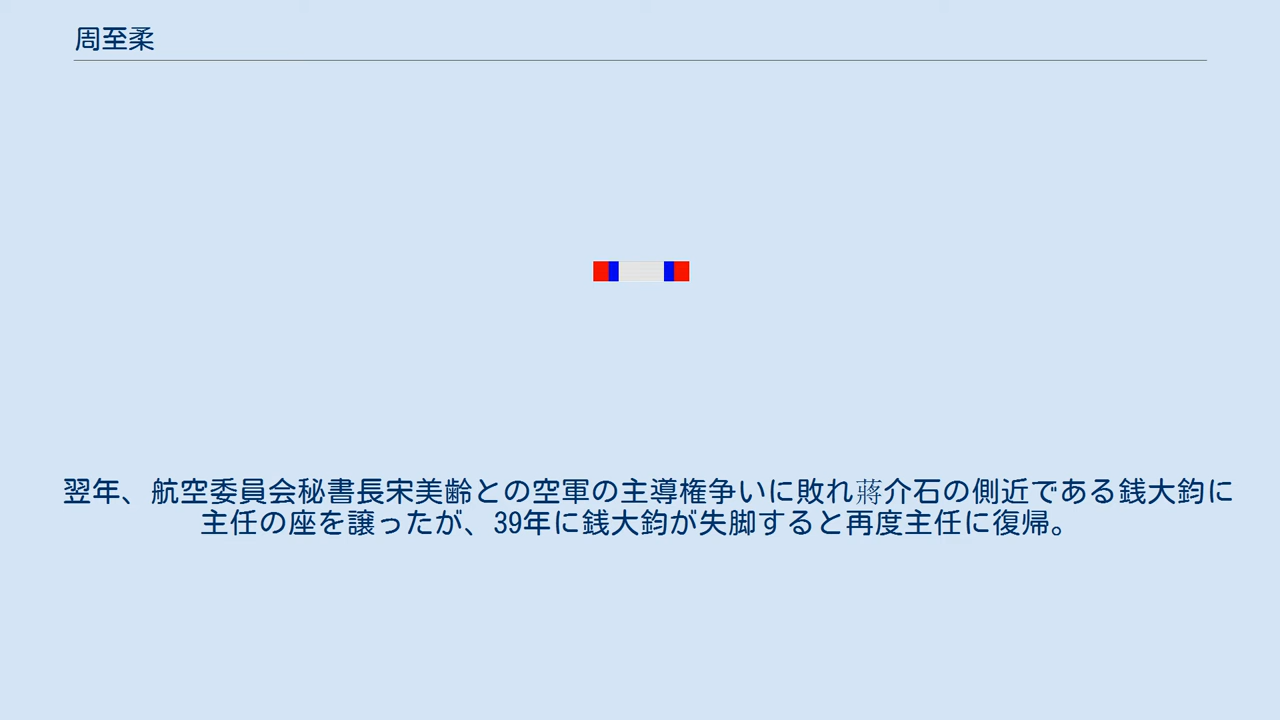 周至柔
翌年、航空委員会秘書長宋美齢との空軍の主導権争いに敗れ蔣介石の側近である銭大鈞に
主任の座を譲ったが、39年に銭大鈞が失脚すると再度主任に復帰。